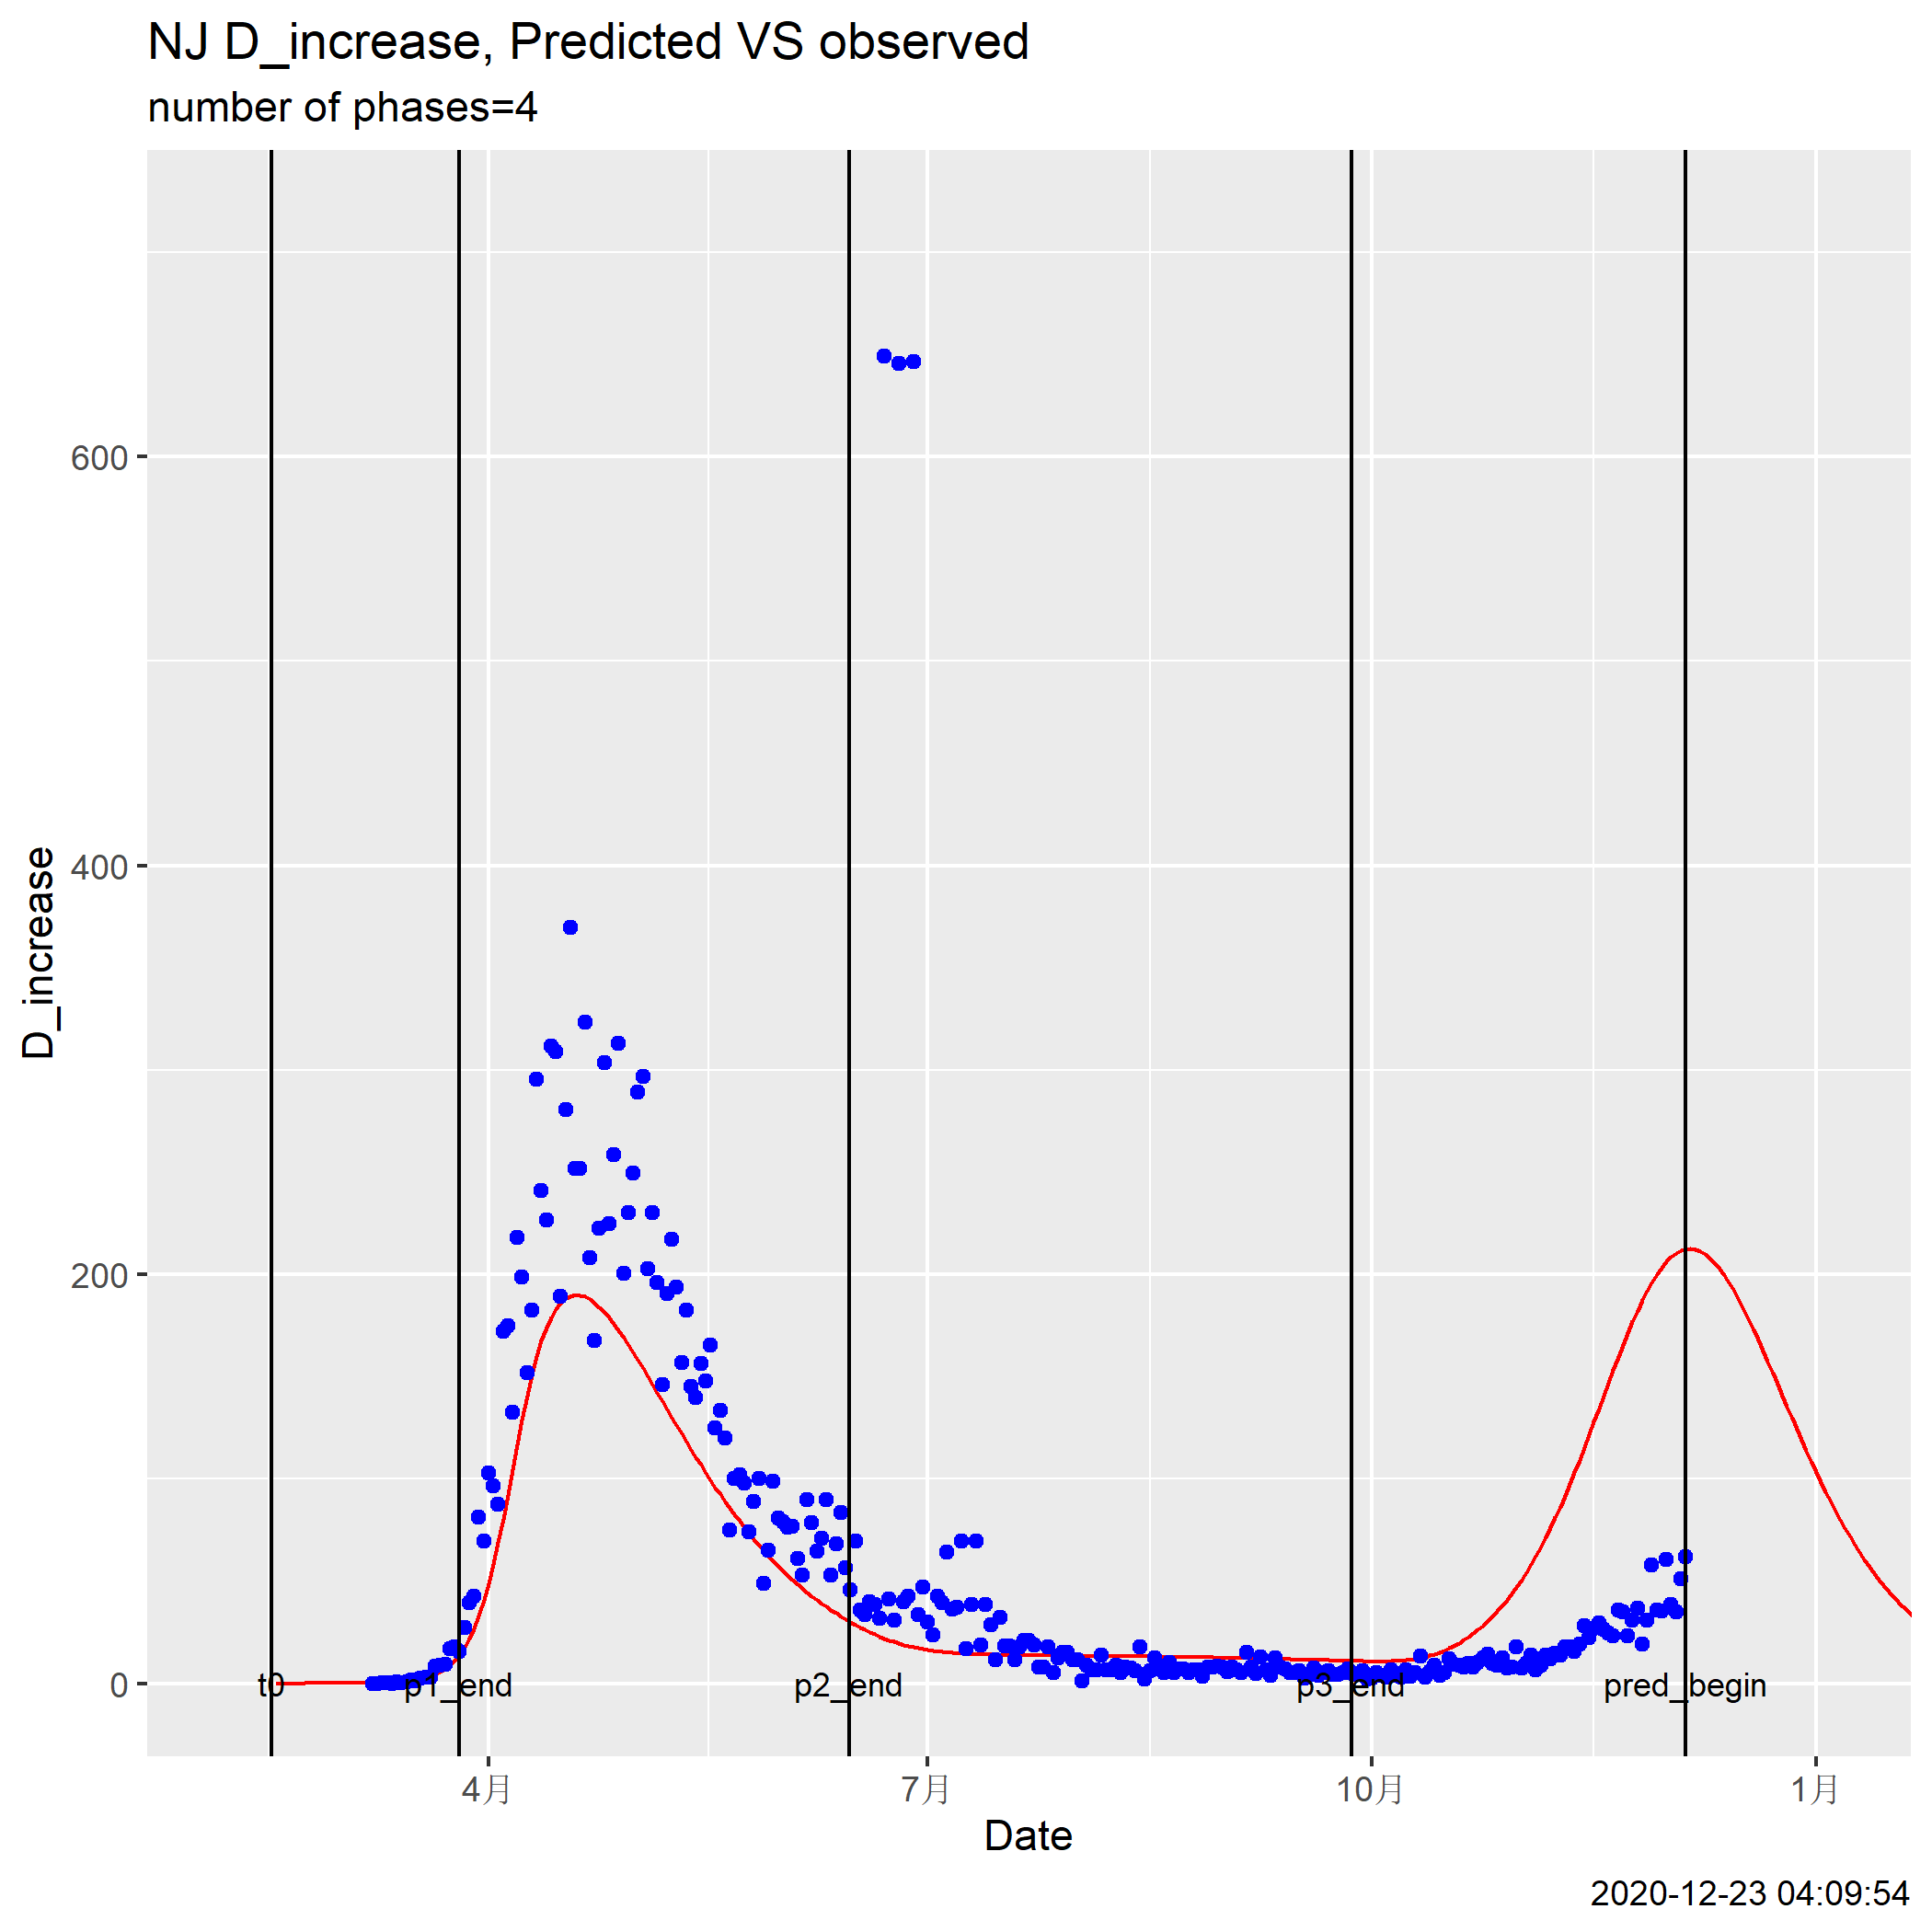 NJ D_increase, Predicted VS observed
number of phases=4
D_increase
600
400
200
0
t0
p1_end
p2_end
p3_end
pred_begin
4月
7月
10月
1月
Date
2020-12-23 04:09:54